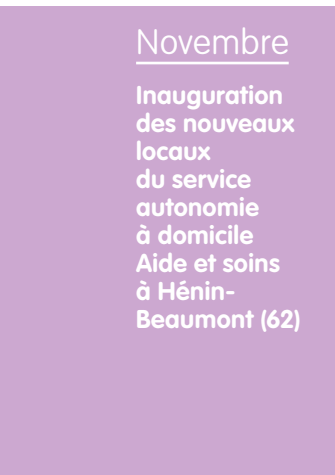 Novembre
Inauguration
des nouveaux
locaux
du service
autonomie
à domicile
Aide et soins
à Hénin-
Beaumont (62)